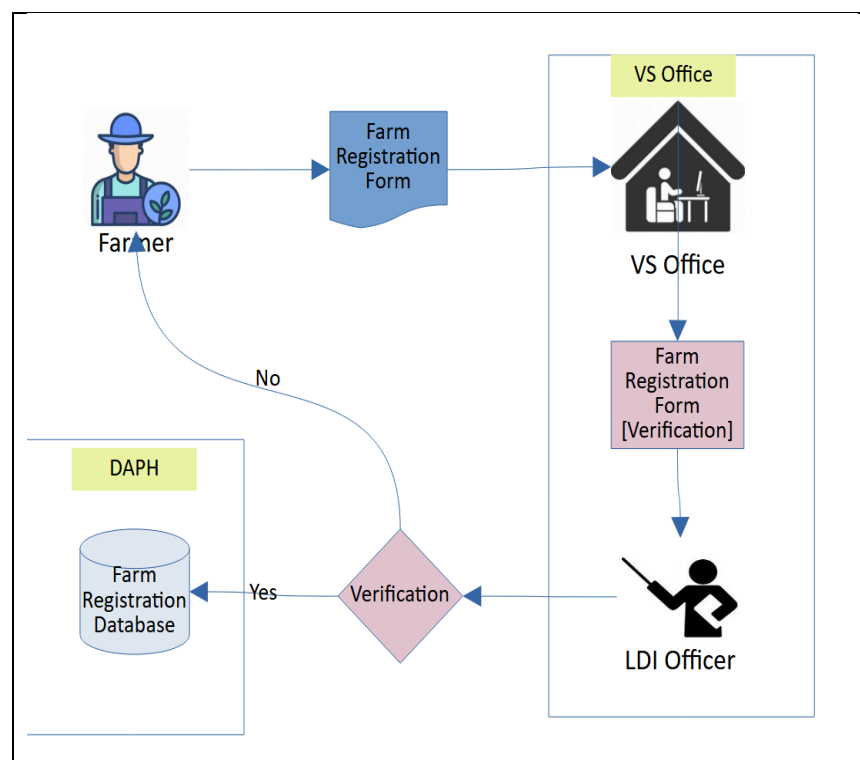 VS Office
Farm
Registration
Form
Farmer
VS Office
Farm
Registration
Form
[Verification]
No
DAPH
Farm
Registration
Database
Yes
Verification
LDI Officer